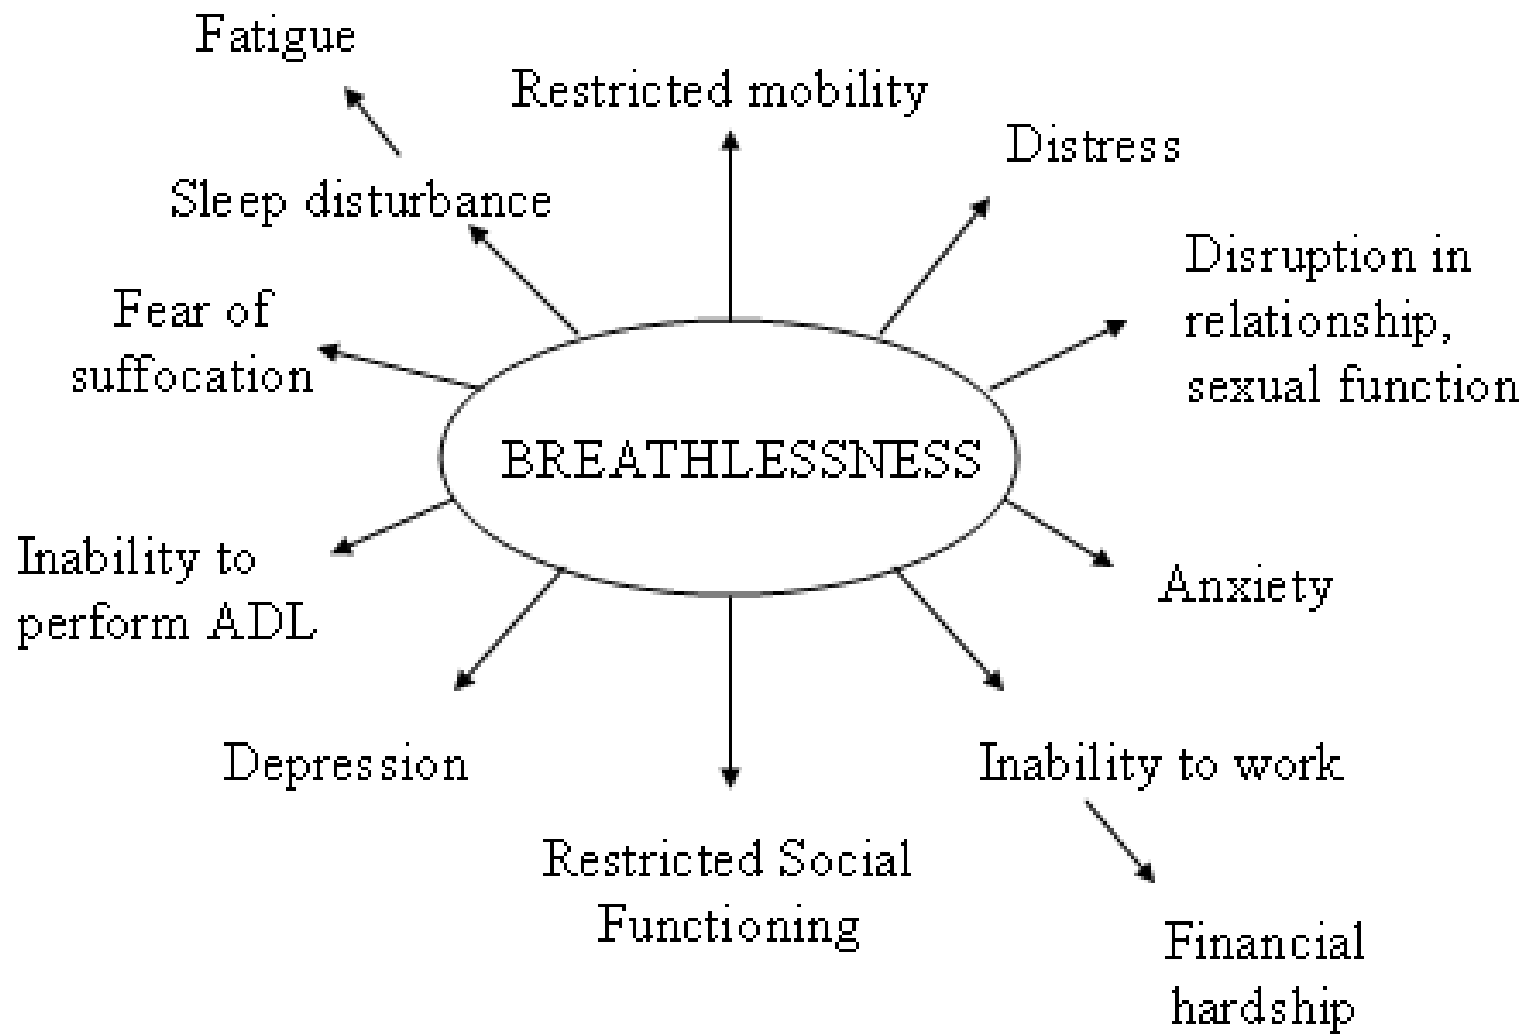 Fatigue
Restricted mobility
Distress
Sleep disturbance
Disruption in
relationship,
sexual function
Fear of
suffocation
BREATHLESSNESS
Inability to
perform ADL
Anxiety
Depression
Inability to work
Restricted Social
Functioning
Financial
hardship